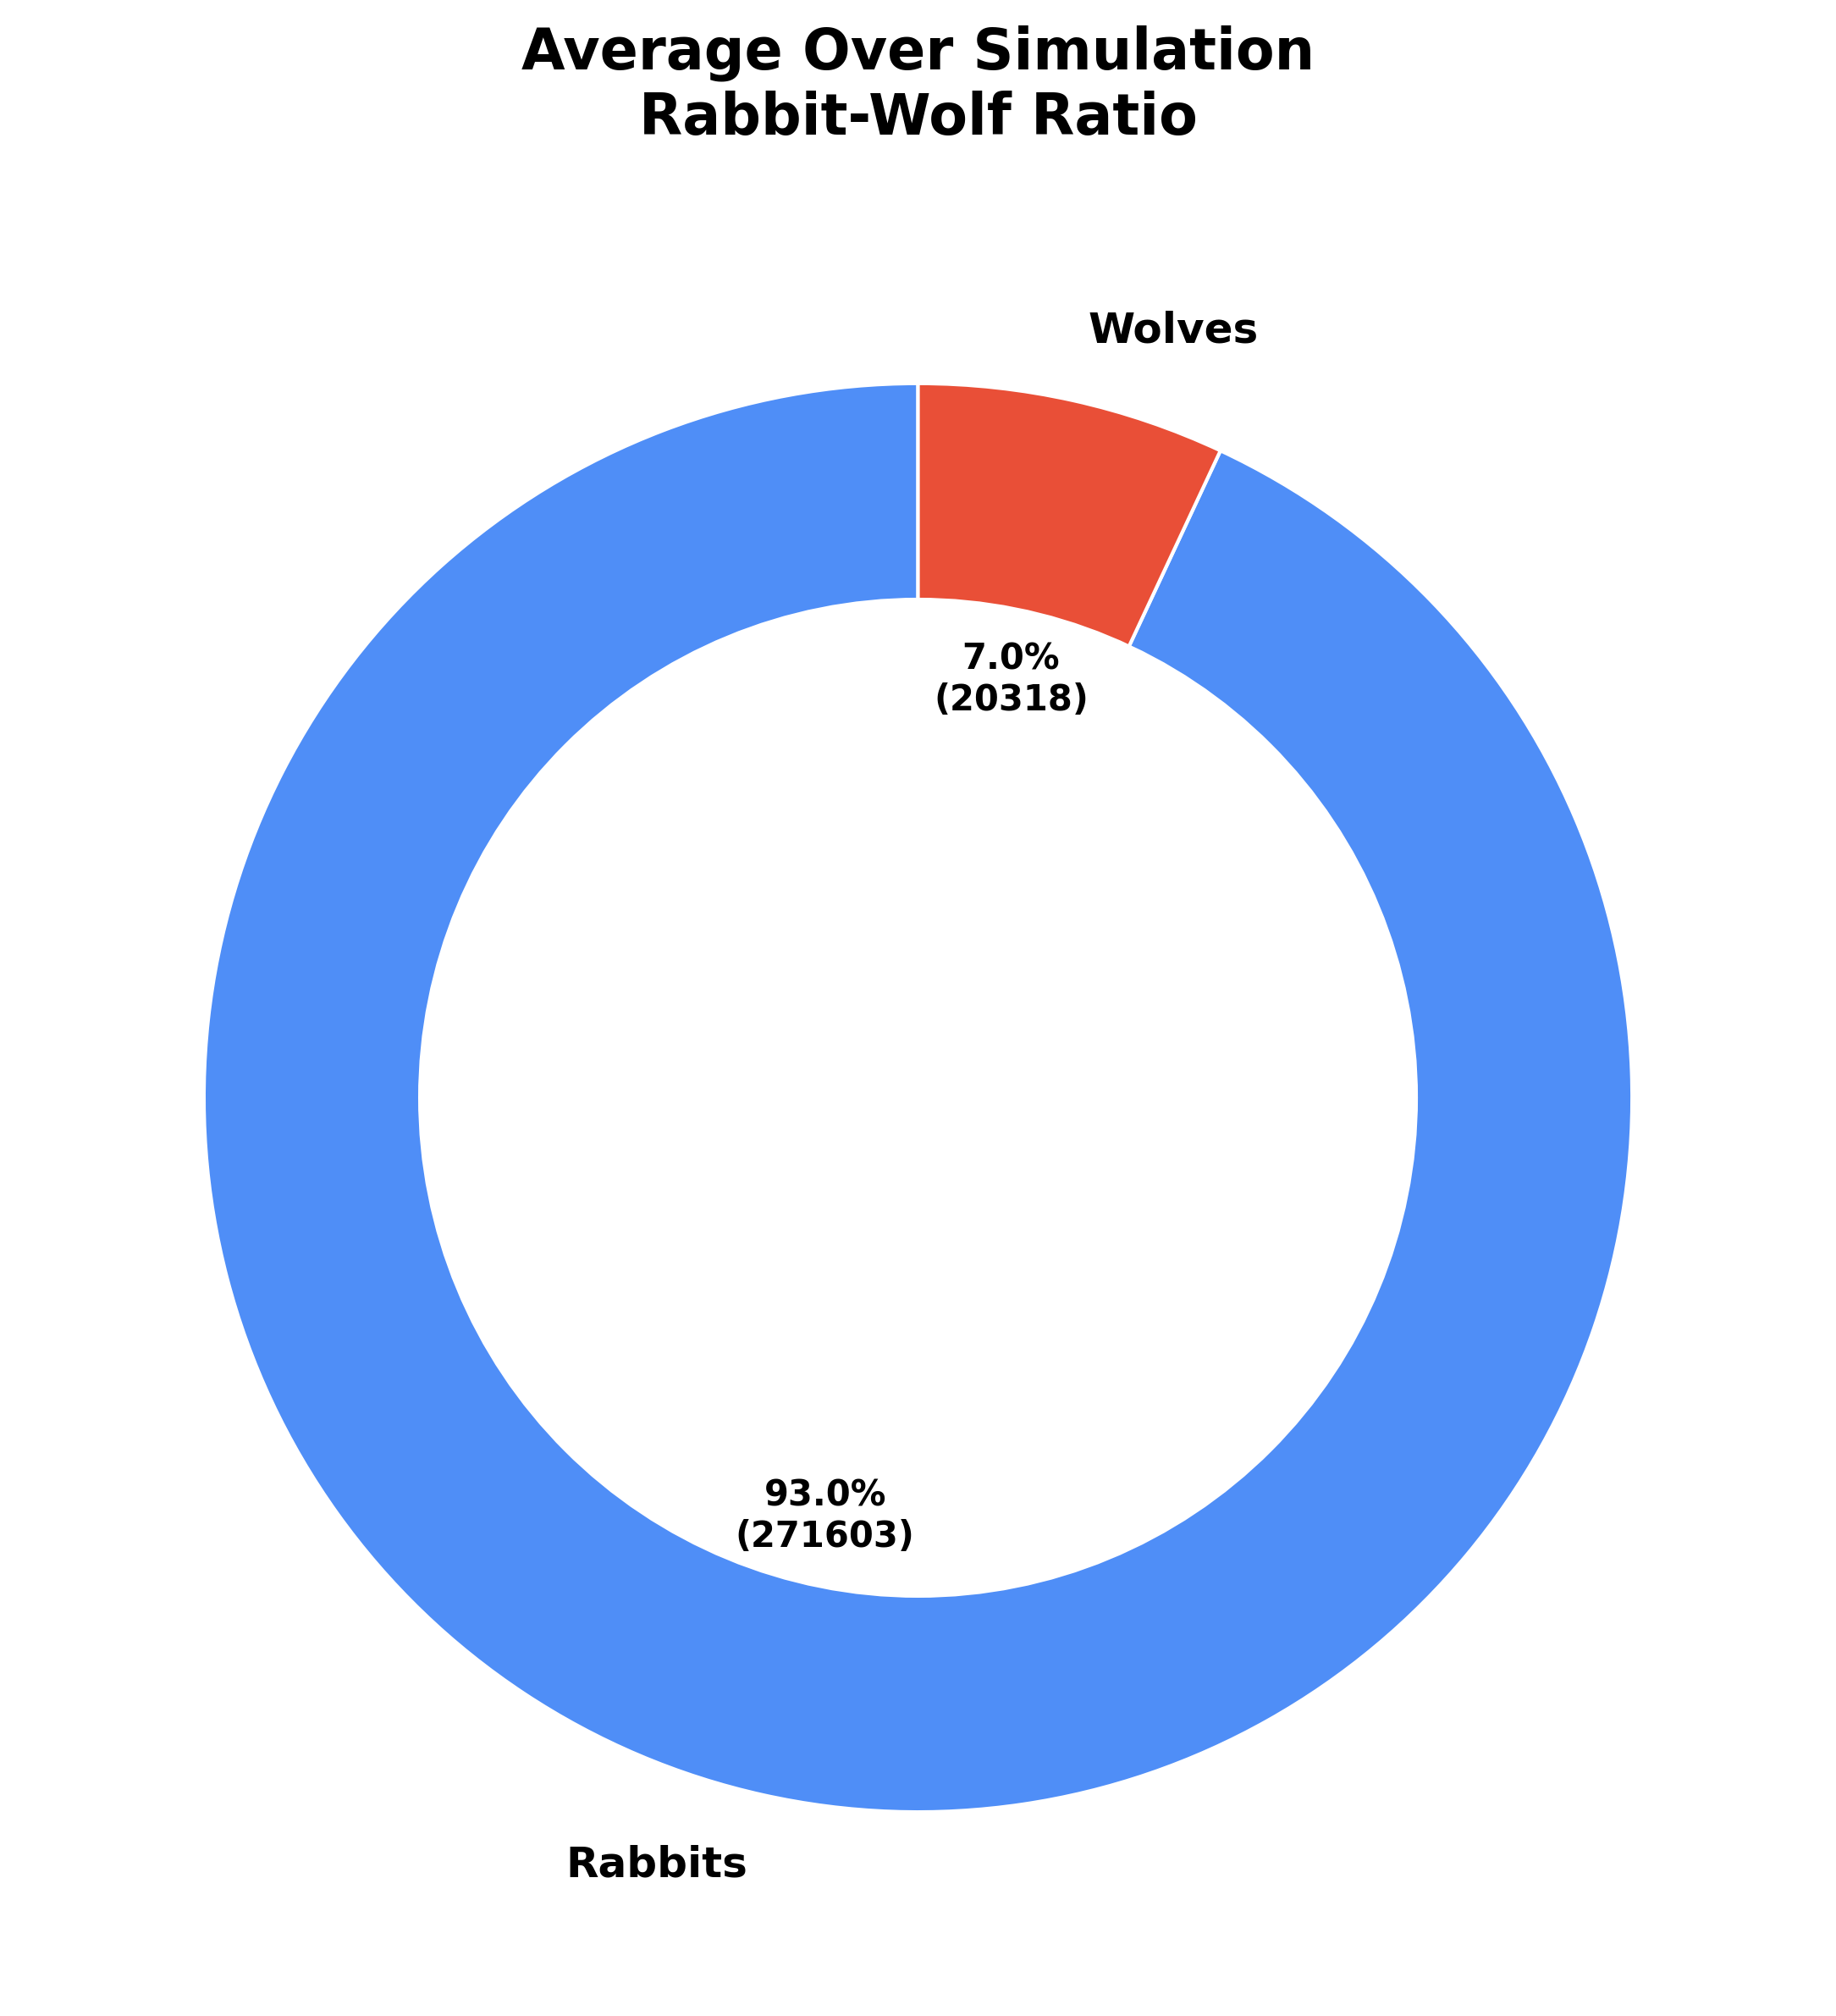 Average Over Simulation
Rabbit-Wolf Ratio
Wolves
7.0%
(20318)
93.0%
(271603)
Rabbits